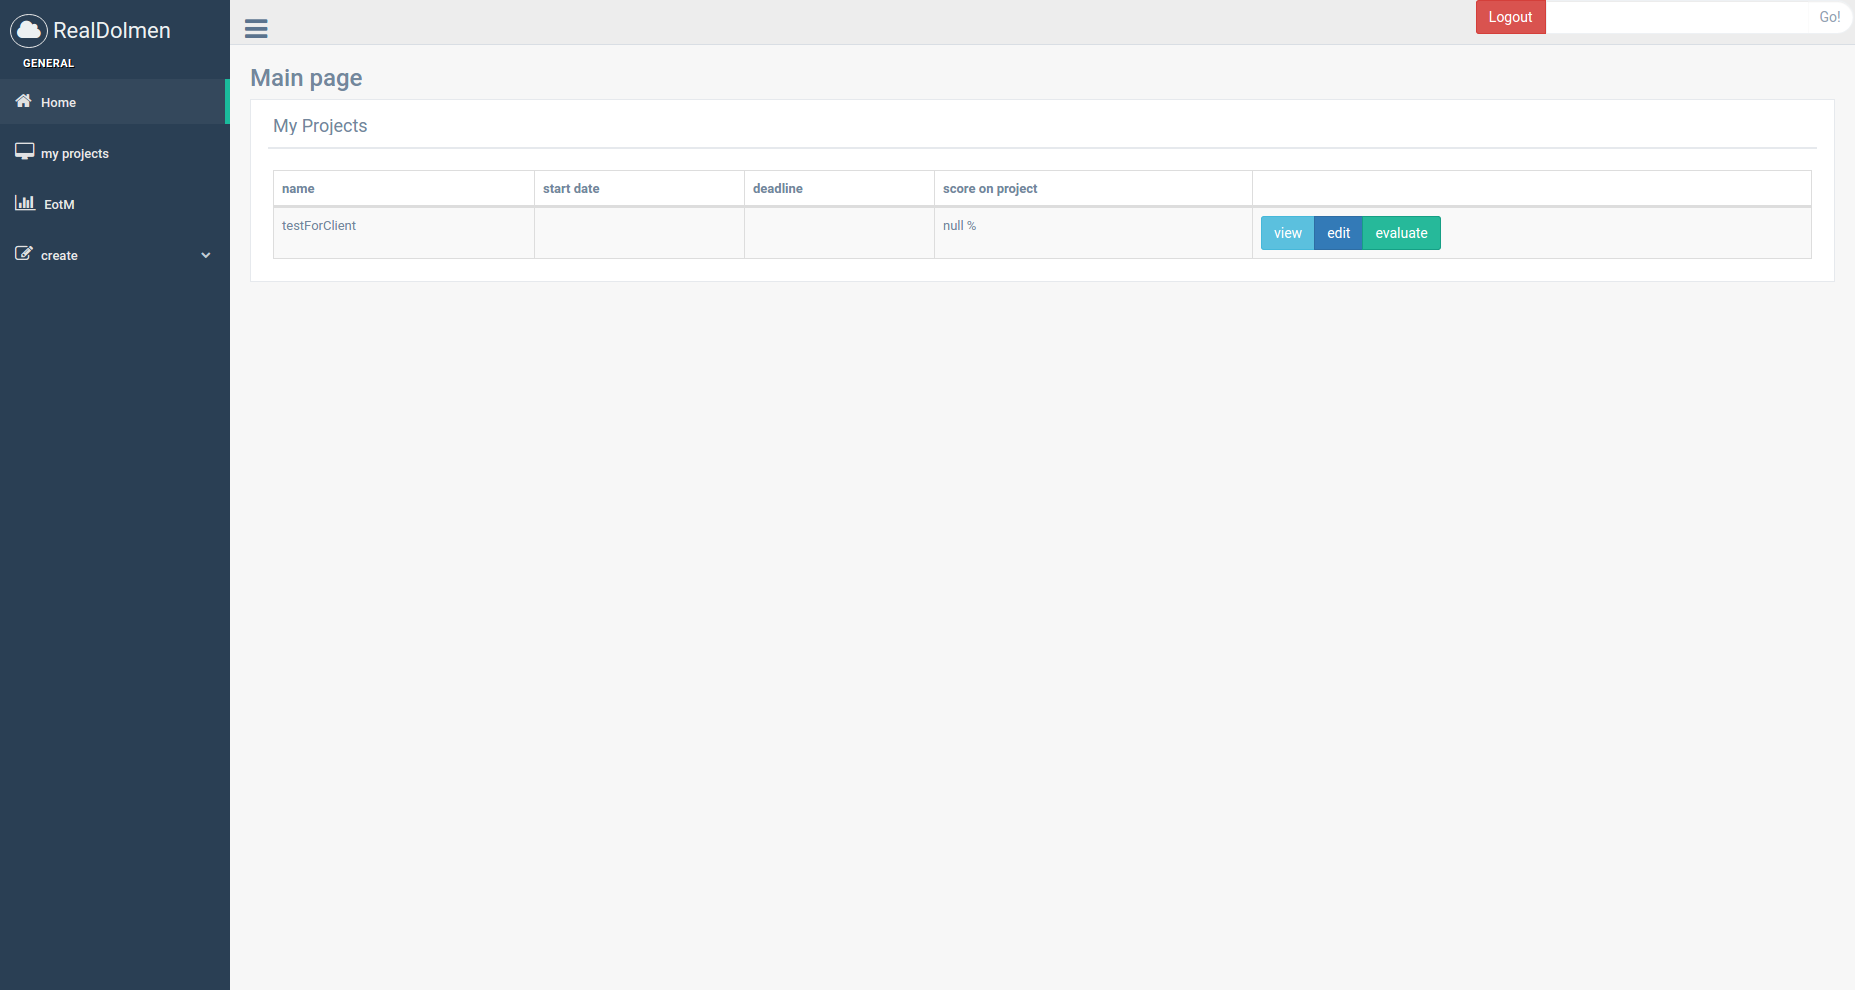 RealDolmen
GENERAL
Home
my projects
EotM
create
Logout
Go!
Main page
My Projects
name start date deadline score on project
testForClient null % view edit evaluate